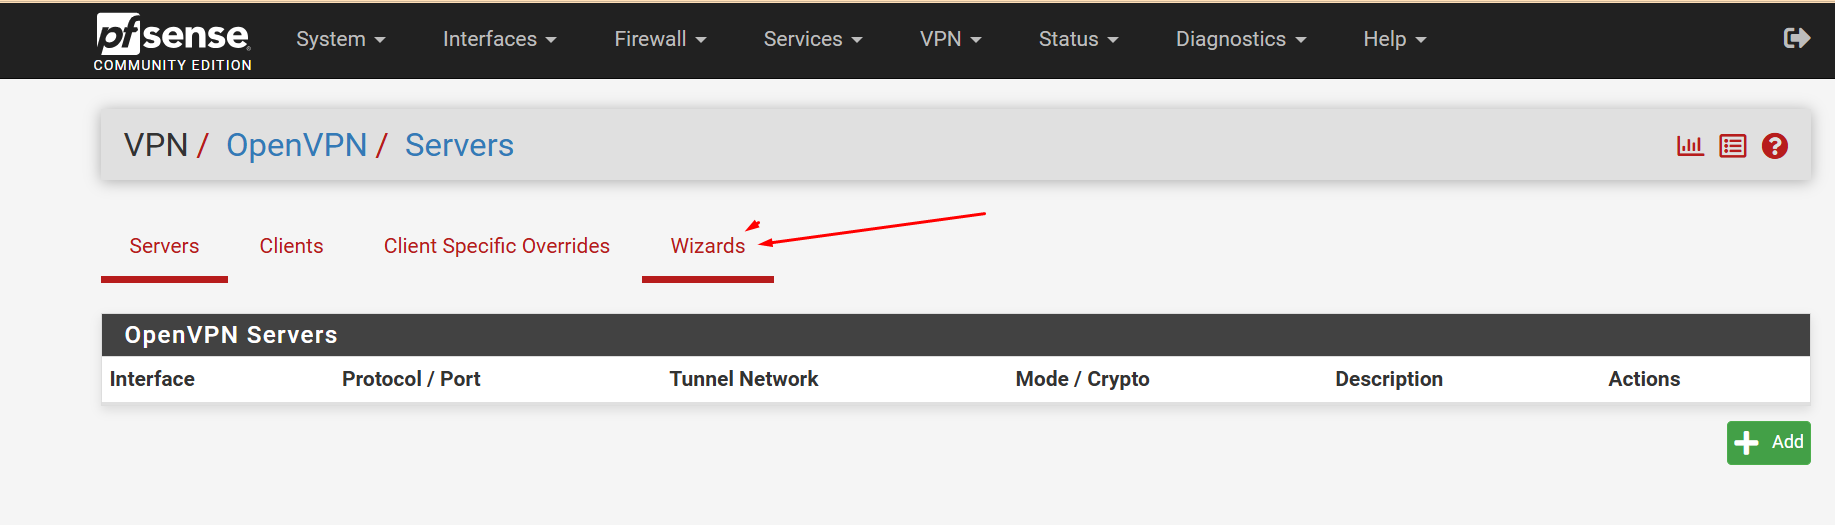 pfsense
COMMUNITY EDITION
System Interfaces Firewall Services VPN Status Diagnostics Help
VPN / OpenVPN / Servers
Servers Clients Client Specific Overrides Wizards
OpenVPN Servers
Interface Protocol / Port Tunnel Network Mode / Crypto Description Actions
Add